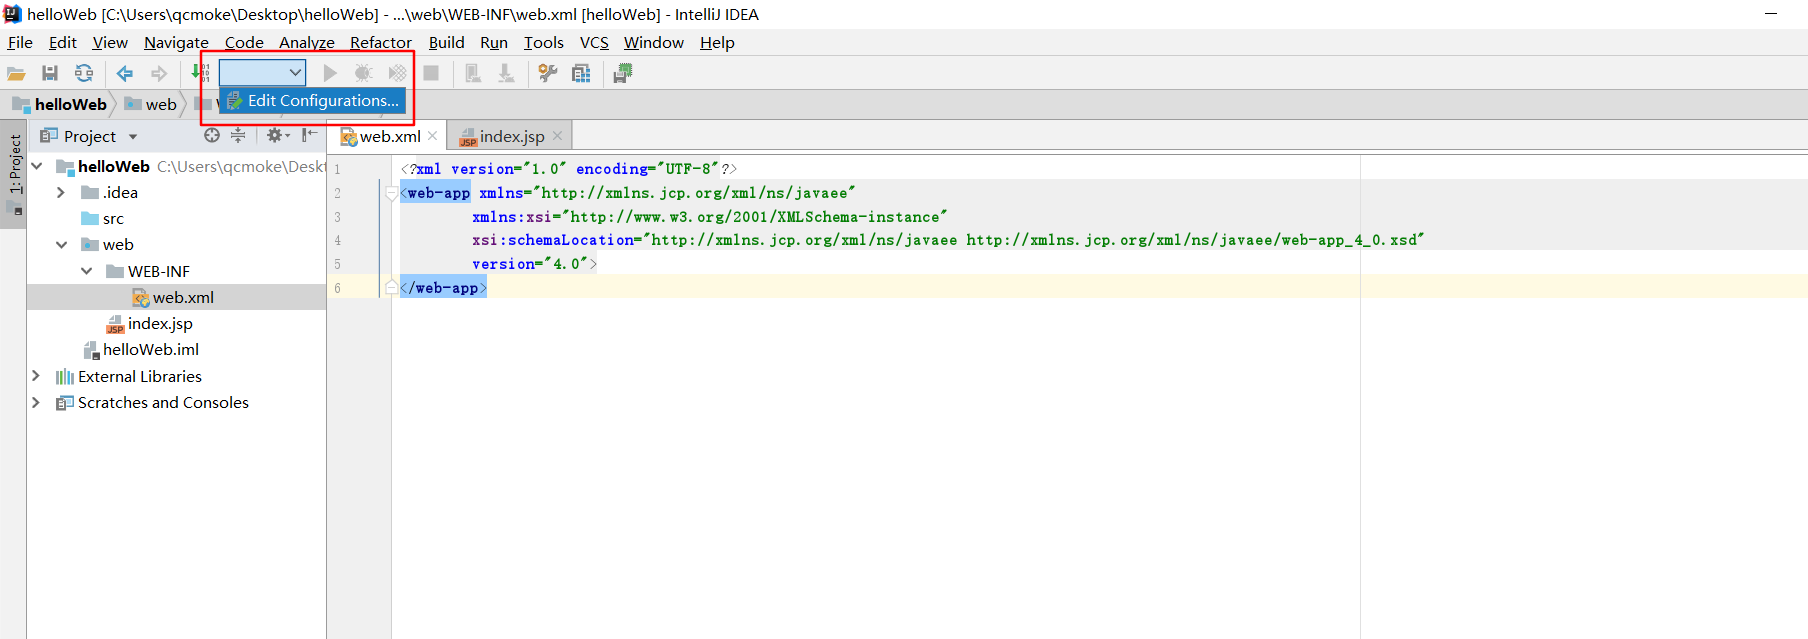 helloWeb [C:\Users\qcmoke\Desktop\helloWeb] - ...\web\WEB-INF\web.xml [helloWeb] - IntelliJ IDEA
File Edit View Navigate Code Analyze Refactor Build Run Tools VCS Window Help
helloWeb web
Edit Configurations...
1: Project
Project
web.xml
index.jsp
helloWeb C:\Users\qcmoke\Deskt
.idea
src
web
WEB-INF
web.xml
index.jsp
helloWeb.iml
External Libraries
Scratches and Consoles
1 <?xml version="1.0" encoding="UTF-8"?>
2 <web-app xmlns="http://xmlns.jcp.org/xml/ns/javaee"
3 xmlns:xsi="http://www.w3.org/2001/XMLSchema-instance"
4 xsi:schemaLocation="http://xmlns.jcp.org/xml/ns/javaee http://xmlns.jcp.org/xml/ns/javaee/web-app_4_0.xsd"
5 version="4.0">
6 </web-app>